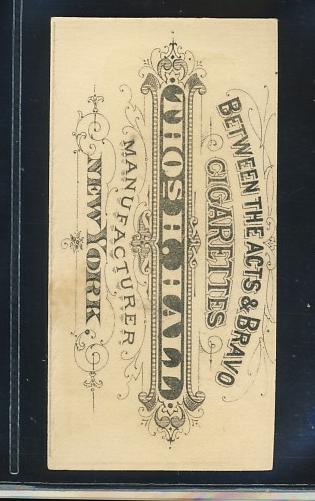 BETWEEN THE ACTS & BRAVO
CIGARETTES
THOS. H. HALL
MANUFACTURER
NEW YORK